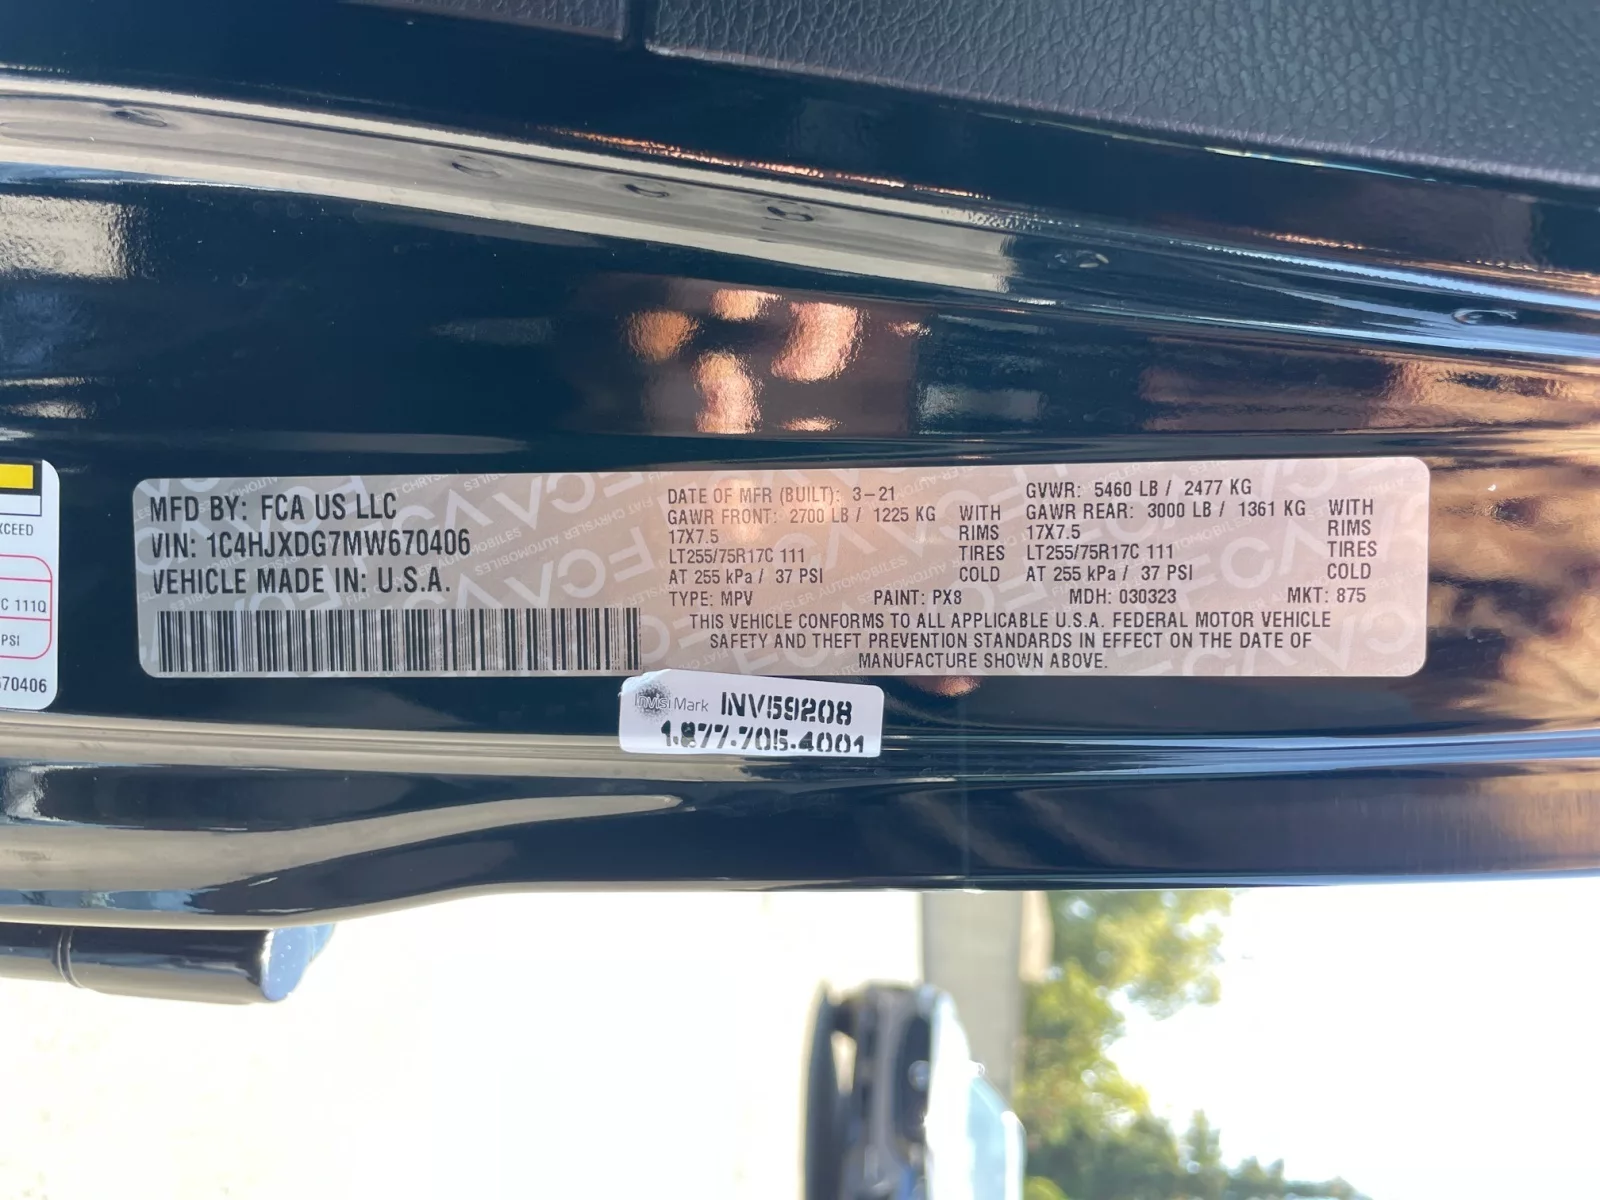 XCEED
C 111Q
PSI
670406
MFD BY: FCA US LLC
VIN: 1C4HJXDG7MW670406
VEHICLE MADE IN: U.S.A.
DATE OF MFR (BUILT): 3-21
GAWR FRONT: 2700 LB / 1225 KG WITH
17X7.5 RIMS
LT255/75R17C 111 TIRES
AT 255 kPa / 37 PSI COLD
GVWR: 5460 LB / 2477 KG
GAWR REAR: 3000 LB / 1361 KG WITH
17X7.5 RIMS
LT255/75R17C 111 TIRES
AT 255 kPa / 37 PSI COLD
TYPE: MPV PAINT: PX8 MDH: 030323 MKT: 875
THIS VEHICLE CONFORMS TO ALL APPLICABLE U.S.A. FEDERAL MOTOR VEHICLE
SAFETY AND THEFT PREVENTION STANDARDS IN EFFECT ON THE DATE OF
MANUFACTURE SHOWN ABOVE.
InvisiMark INV59208
1.877.705.4001